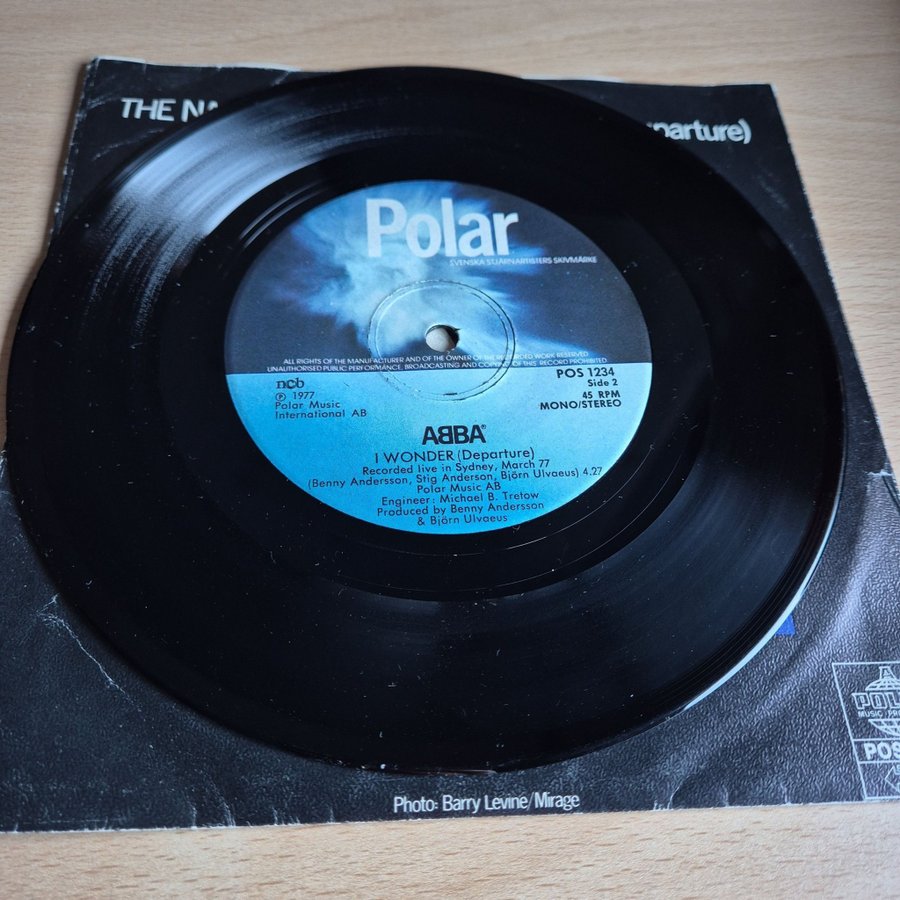 THE NA
parture)
Polar
SVENSKA STJÄRNARTISTERS SKIVMÄRKE
ALL RIGHTS OF THE MANUFACTURER AND OF THE OWNER OF THE RECORDED WORK RESERVED
UNAUTHORISED PUBLIC PERFORMANCE, BROADCASTING AND COPYING OF THIS RECORD PROHIBITED
ncb
℗ 1977
Polar Music
International AB
POS 1234
Side 2
45 RPM
MONO/STEREO
ABBA®
I WONDER (Departure)
Recorded live in Sydney, March 77
(Benny Andersson, Stig Anderson, Björn Ulvaeus) 4.27
Polar Music AB
Engineer: Michael B. Tretow
Produced by Benny Andersson
& Björn Ulvaeus
A
POL
MUSIC PR
POS
Photo: Barry Levine/Mirage